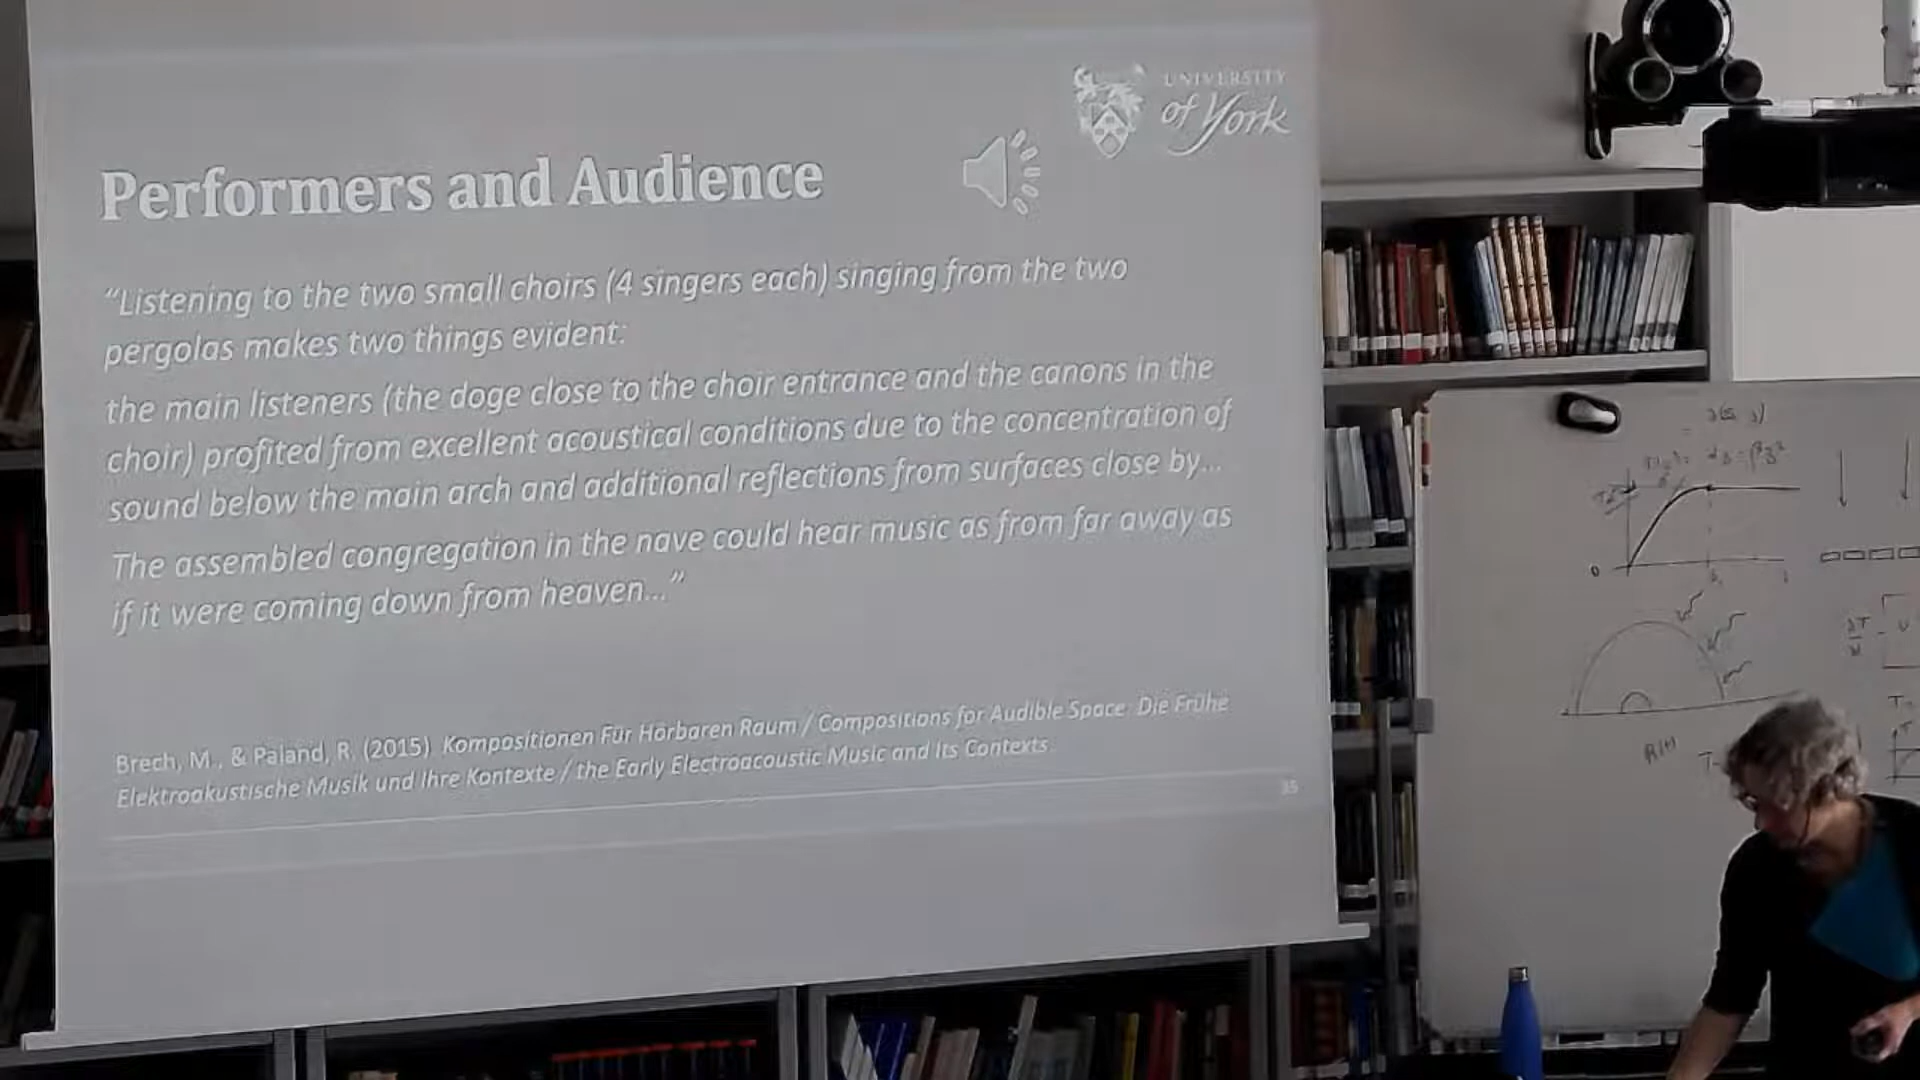 UNIVERSITY
of York
Performers and Audience
“Listening to the two small choirs (4 singers each) singing from the two
pergolas makes two things evident:
the main listeners (the doge close to the choir entrance and the canons in the
choir) profited from excellent acoustical conditions due to the concentration of
sound below the main arch and additional reflections from surfaces close by...
The assembled congregation in the nave could hear music as from far away as
if it were coming down from heaven...”
Brech, M., & Paland, R. (2015). Kompositionen Für Hörbaren Raum / Compositions for Audible Space: Die Frühe
Elektroakustische Musik und Ihre Kontexte / the Early Electroacoustic Music and Its Contexts.
35